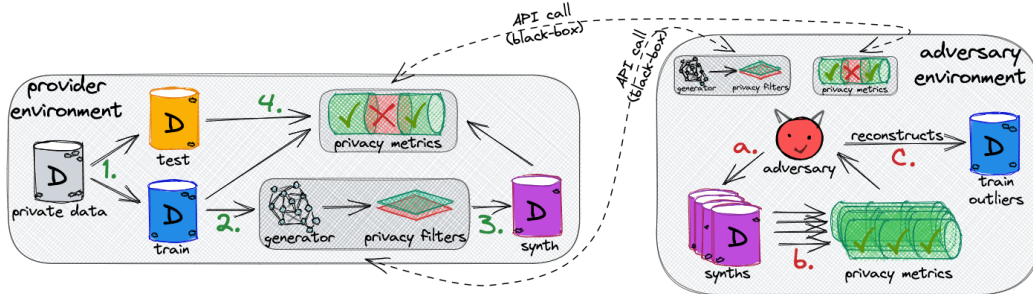 API call
(black-box)
API call
(black-box)
provider
environment
D
test
D
private data
1.
D
train
2.
generator
privacy filters
3.
D
synth
4.
privacy metrics
adversary
environment
generator
privacy filters
privacy metrics
a.
adversary
reconstructs
c.
D
train
outliers
D
synths
b.
privacy metrics